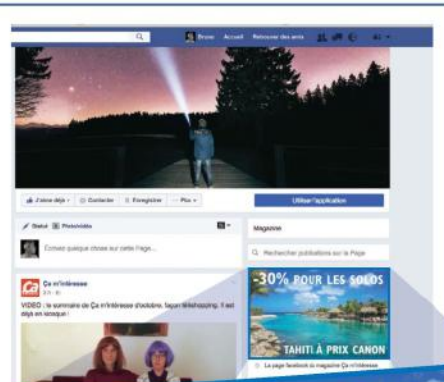 Bruno Accueil Retrouver des amis
J'aime déjà Contacter Enregistrer Plus
Utiliser l'application
Statut Photo/vidéo
Magazine
Écrivez quelque chose sur cette Page...
Rechercher publications sur la Page
Ça m'intéresse
VIDEO : le sommaire de Ça m'intéresse d'octobre, façon téléshopping. Il est
déjà en kiosque !
-30% POUR LES SOLOS
TAHITI À PRIX CANON
La page facebook du magazine Ça m'intéresse